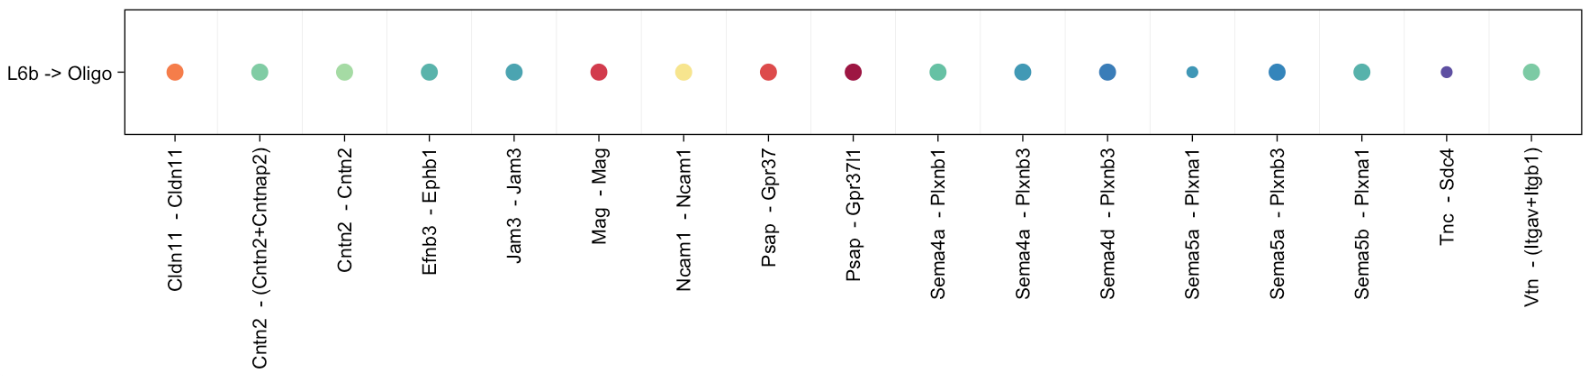 L6b -> Oligo
Cldn11 - Cldn11
Cntn2 - (Cntn2+Cntnap2)
Cntn2 - Cntn2
Efnb3 - Ephb1
Jam3 - Jam3
Mag - Mag
Ncam1 - Ncam1
Psap - Gpr37
Psap - Gpr37l1
Sema4a - Plxnb1
Sema4a - Plxnb3
Sema4d - Plxnb3
Sema5a - Plxna1
Sema5a - Plxnb3
Sema5b - Plxna1
Tnc - Sdc4
Vtn - (Itgav+Itgb1)